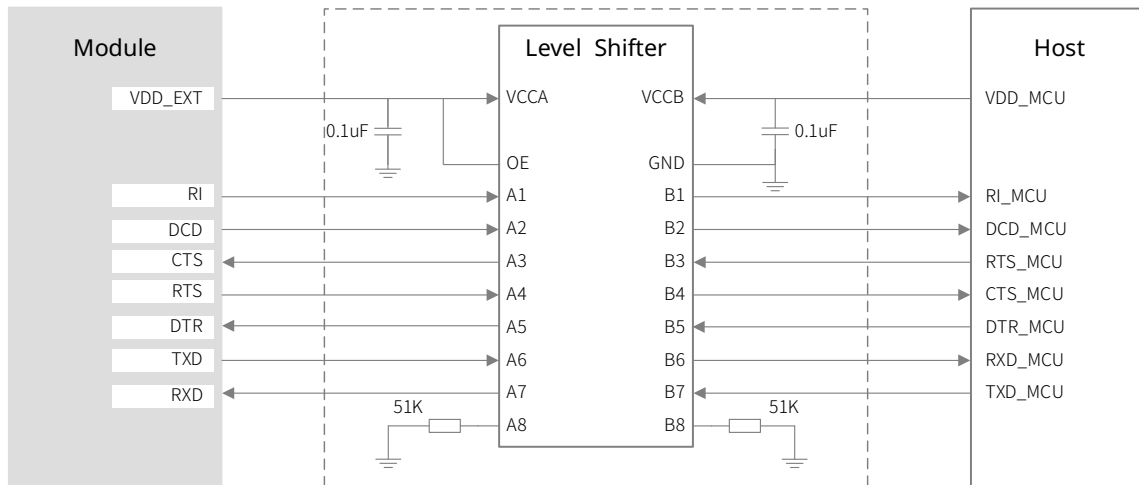 Module
Level Shifter
Host
VDD_EXT
VCCA
VCCB
VDD_MCU
0.1uF
0.1uF
OE
GND
RI
A1
B1
RI_MCU
DCD
A2
B2
DCD_MCU
CTS
A3
B3
RTS_MCU
RTS
A4
B4
CTS_MCU
DTR
A5
B5
DTR_MCU
TXD
A6
B6
RXD_MCU
RXD
A7
B7
TXD_MCU
51K
51K
A8
B8